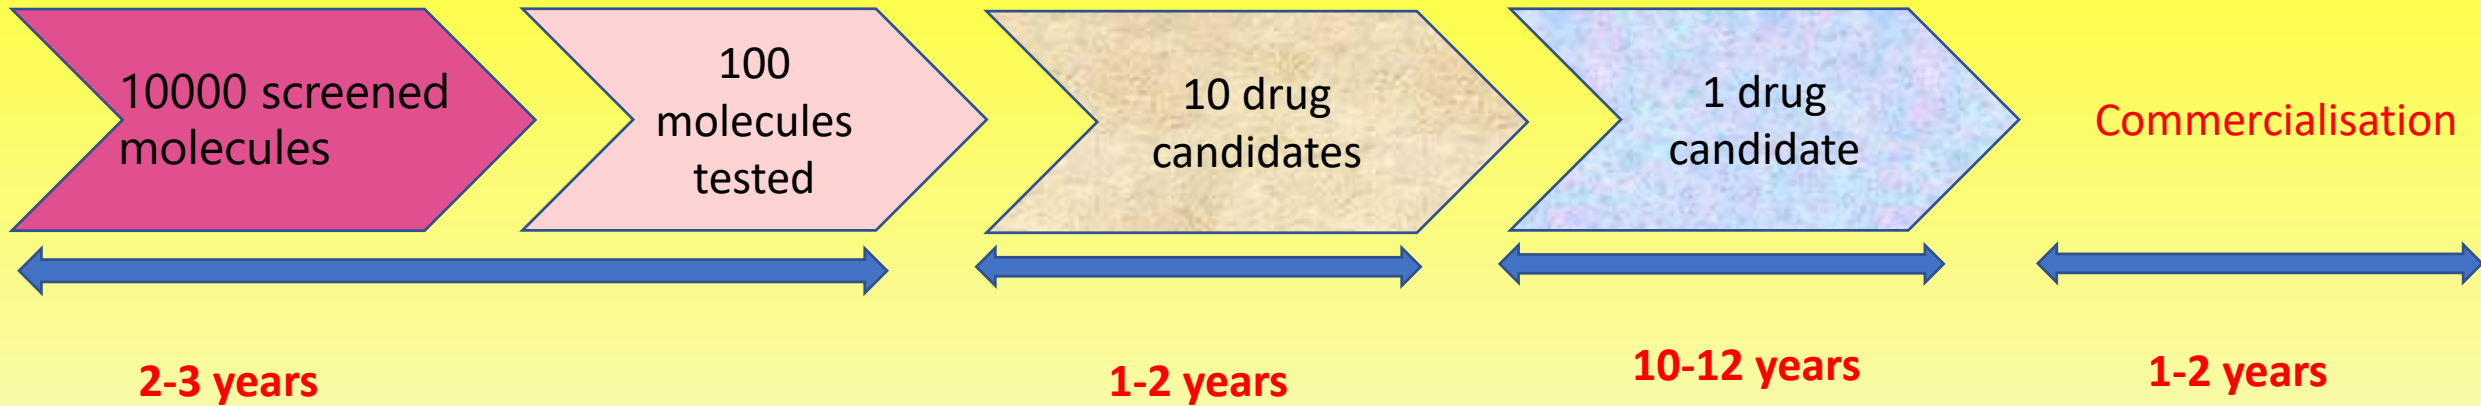 10000 screened
molecules
100
molecules
tested
10 drug
candidates
1 drug
candidate
Commercialisation
2-3 years
1-2 years
10-12 years
1-2 years